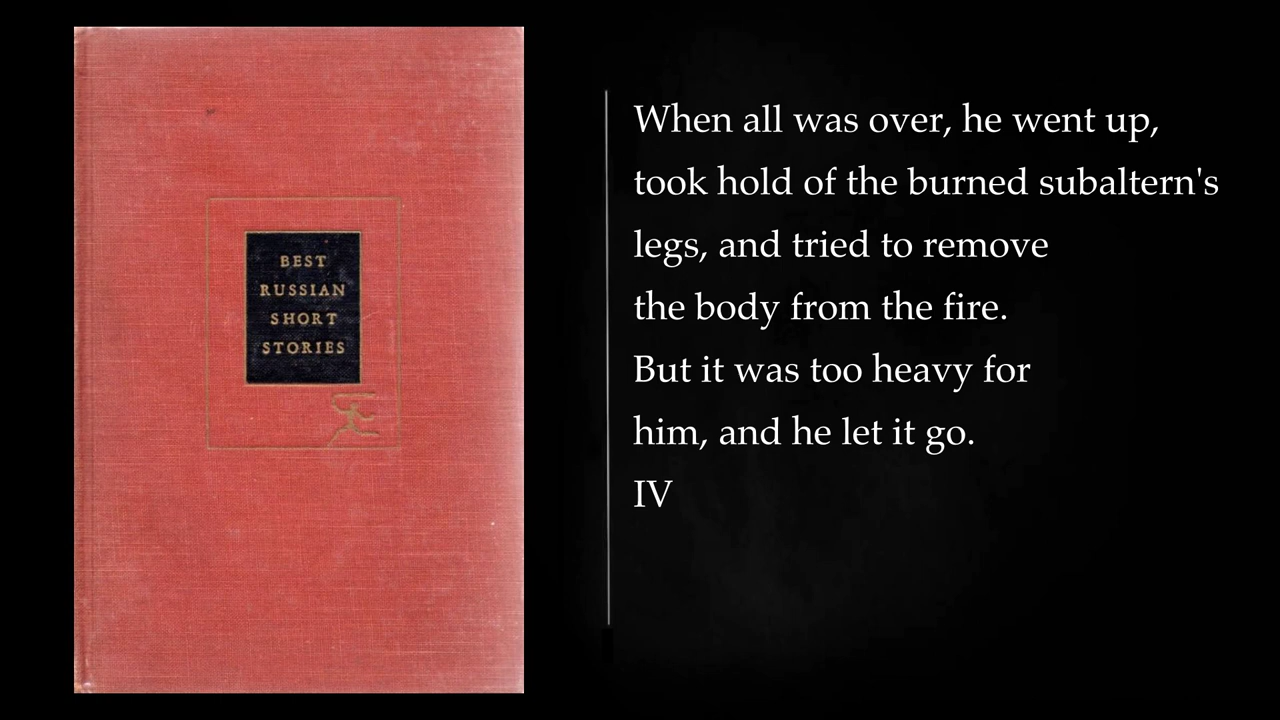 BEST
RUSSIAN
SHORT
STORIES
When all was over, he went up,
took hold of the burned subaltern's
legs, and tried to remove
the body from the fire.
But it was too heavy for
him, and he let it go.
IV